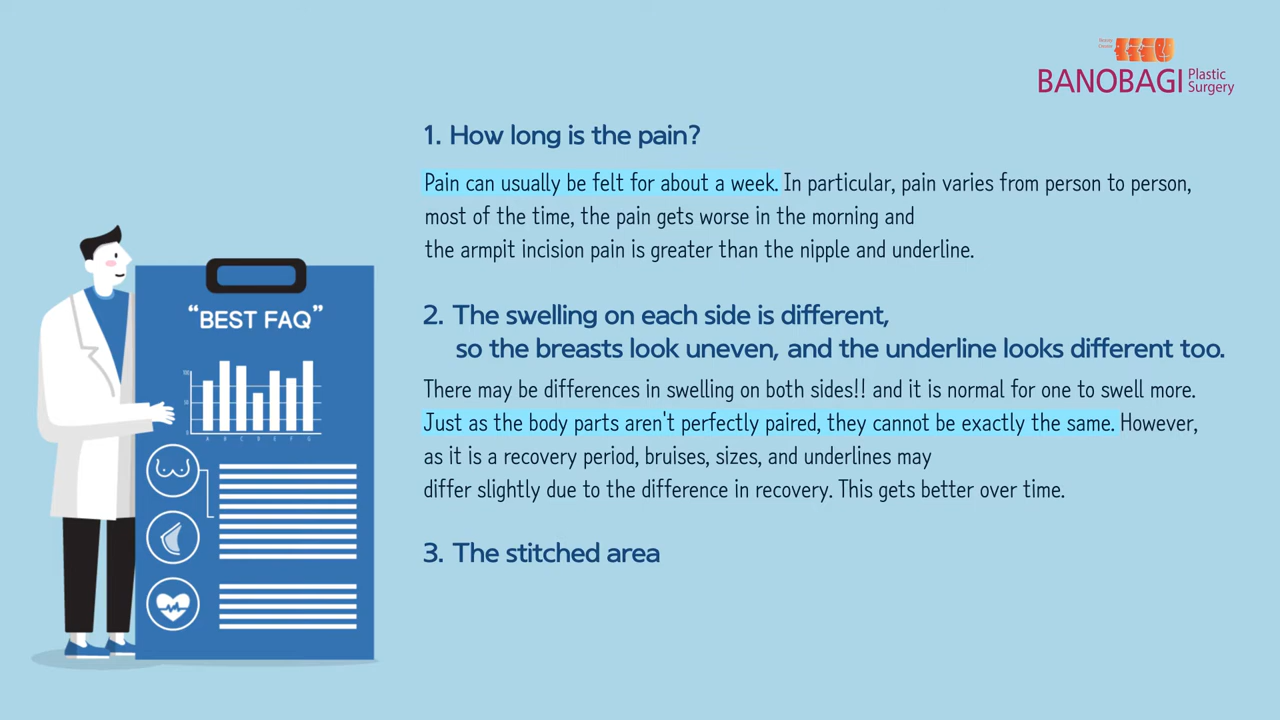 BANOBAGI Plastic Surgery
1. How long is the pain?
Pain can usually be felt for about a week. In particular, pain varies from person to person,
most of the time, the pain gets worse in the morning and
the armpit incision pain is greater than the nipple and underline.
2. The swelling on each side is different,
so the breasts look uneven, and the underline looks different too.
There may be differences in swelling on both sides!! and it is normal for one to swell more.
Just as the body parts aren't perfectly paired, they cannot be exactly the same. However,
as it is a recovery period, bruises, sizes, and underlines may
differ slightly due to the difference in recovery. This gets better over time.
3. The stitched area
"BEST FAQ"
100
50
A B C D E F G